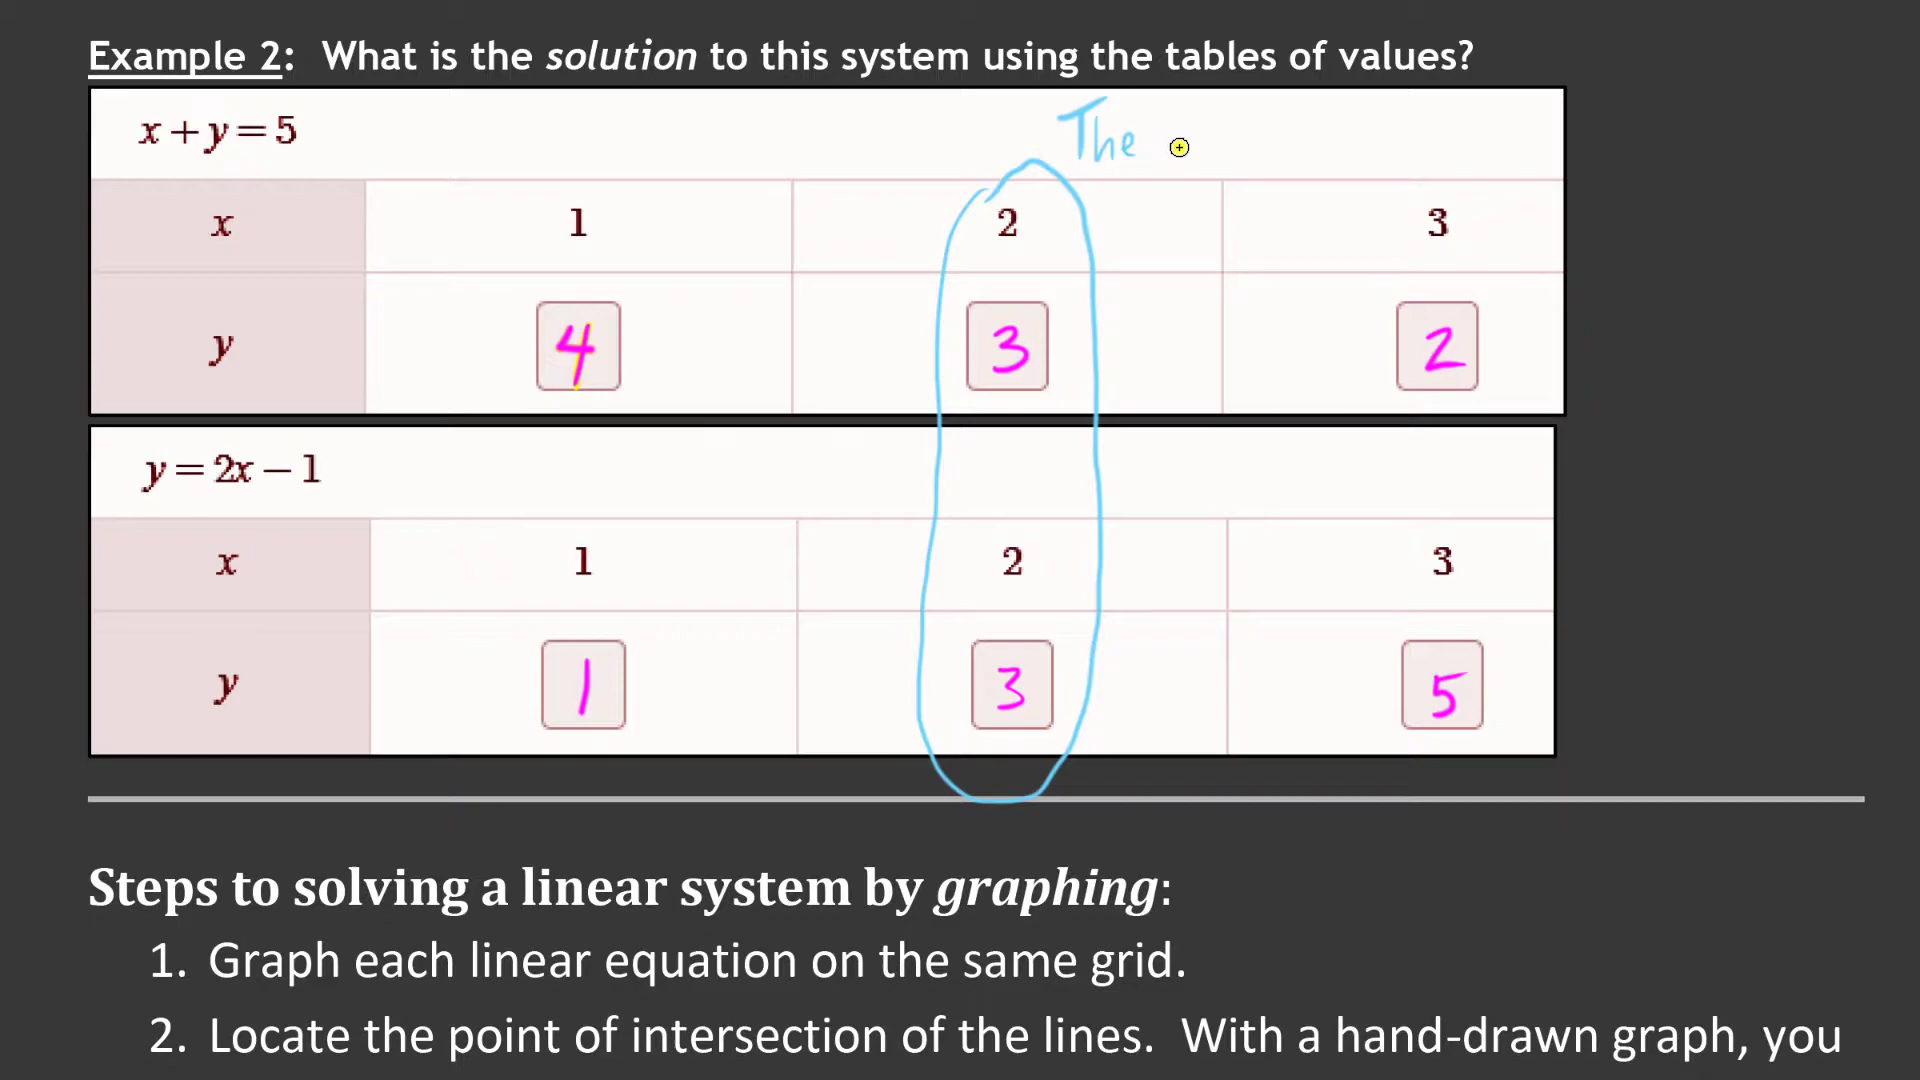 Example 2: What is the solution to this system using the tables of values?
x + y = 5
The
x 1 2 3
y 4 3 2
y = 2x − 1
x 1 2 3
y 1 3 5
Steps to solving a linear system by graphing:
1. Graph each linear equation on the same grid.
2. Locate the point of intersection of the lines. With a hand-drawn graph, you